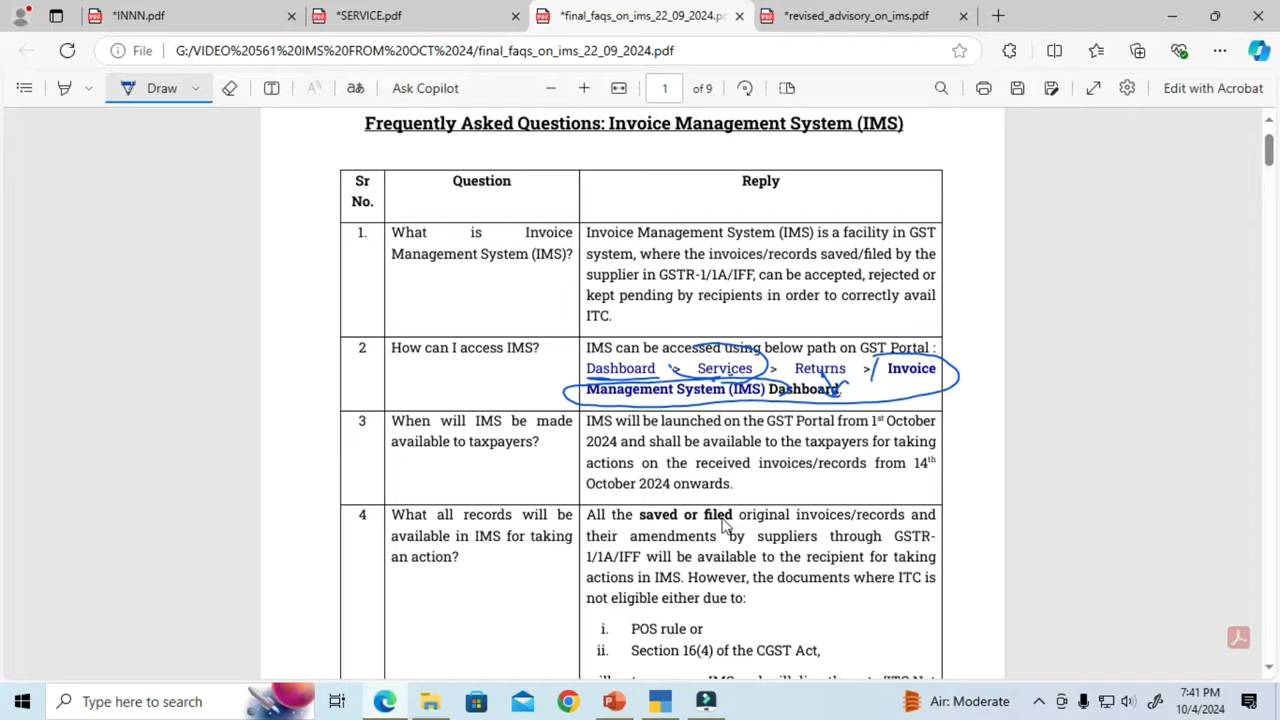 *INNN.pdf
*SERVICE.pdf
*final_faqs_on_ims_22_09_2024.pc
*revised_advisory_on_ims.pdf
File G:/VIDEO%20561%20IMS%20FROM%20OCT%202024/final_faqs_on_ims_22_09_2024.pdf
Draw
aあ Ask Copilot
1 of 9
Edit with Acrobat
Frequently Asked Questions: Invoice Management System (IMS)
Sr
No.
Question
Reply
1.
What is Invoice
Management System (IMS)?
Invoice Management System (IMS) is a facility in GST
system, where the invoices/records saved/filed by the
supplier in GSTR-1/1A/IFF, can be accepted, rejected or
kept pending by recipients in order to correctly avail
ITC.
2
How can I access IMS?
IMS can be accessed using below path on GST Portal :
Dashboard > Services > Returns > Invoice
Management System (IMS) Dashboard.
3
When will IMS be made
available to taxpayers?
IMS will be launched on the GST Portal from 1st October
2024 and shall be available to the taxpayers for taking
actions on the received invoices/records from 14th
October 2024 onwards.
4
What all records will be
available in IMS for taking
an action?
All the saved or filed original invoices/records and
their amendments by suppliers through GSTR-
1/1A/IFF will be available to the recipient for taking
actions in IMS. However, the documents where ITC is
not eligible either due to:
i. POS rule or
ii. Section 16(4) of the CGST Act,
Type here to search
Air: Moderate
7:41 PM
10/4/2024